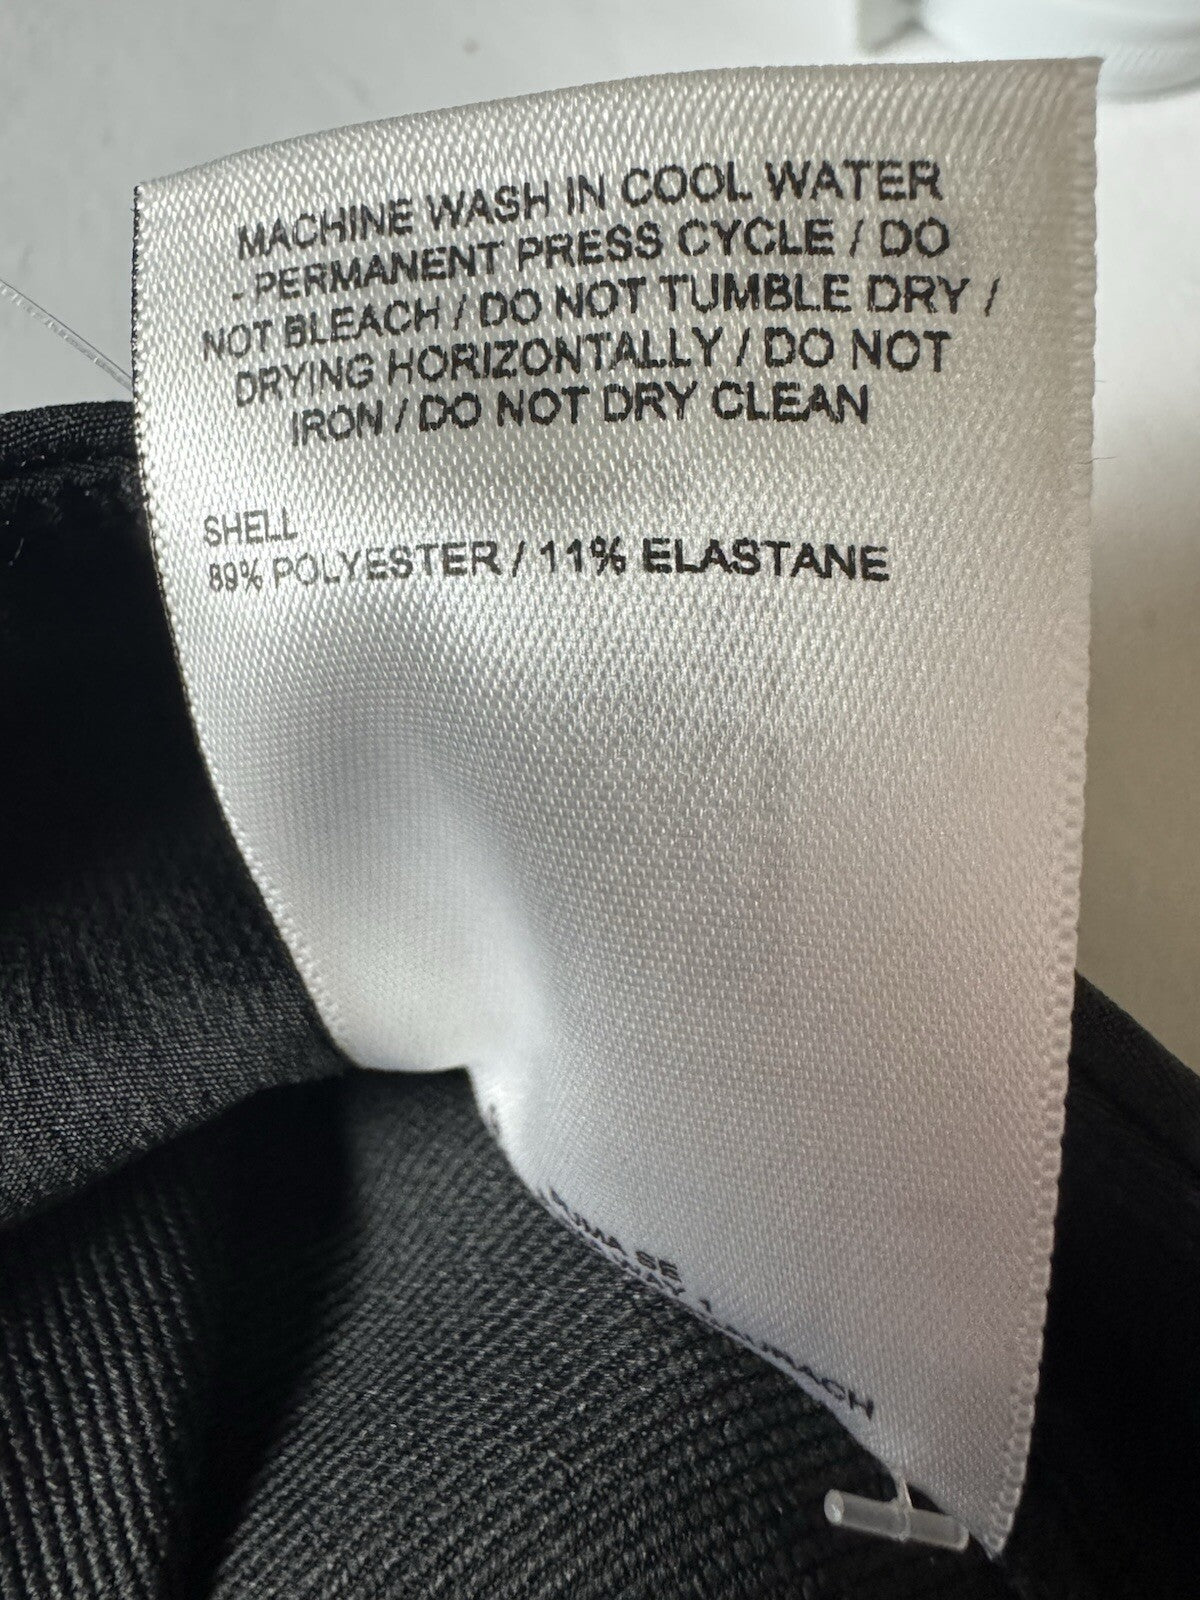 MACHINE WASH IN COOL WATER
- PERMANENT PRESS CYCLE / DO
NOT BLEACH / DO NOT TUMBLE DRY /
DRYING HORIZONTALLY / DO NOT
IRON / DO NOT DRY CLEAN
SHELL
89% POLYESTER / 11% ELASTANE
SE